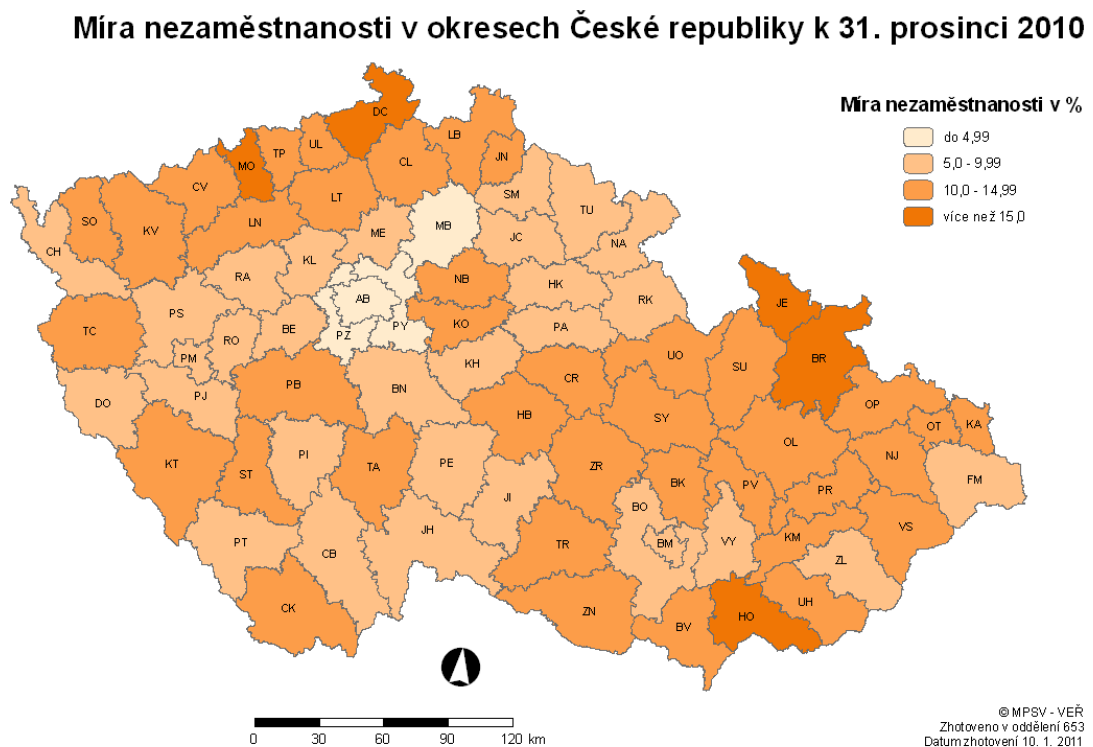 Míra nezaměstnanosti v okresech České republiky k 31. prosinci 2010
Míra nezaměstnanosti v %
do 4,99
5,0 - 9,99
10,0 - 14,99
více než 15,0
DC
LB
UL
TP
MO
CL
JN
CV
SM
LT
TU
SO
MB
LN
KV
ME
JC
NA
CH
KL
RA
NB
HK
AB
RK
JE
PS
KO
PA
TC
BE
PY
PZ
RO
PM
UO
BR
KH
SU
CR
PB
BN
PJ
DO
OP
HB
SY
OT
KA
OL
PI
NJ
KT
TA
PE
ZR
ST
FM
BK
PV
PR
JI
BO
VS
JH
KM
PT
BM
VY
TR
CB
ZL
UH
CK
ZN
HO
BV
0 30 60 90 120 km
© MPSV - VEŘ
Zhotoveno v oddělení 653
Datum zhotovení 10. 1. 2011